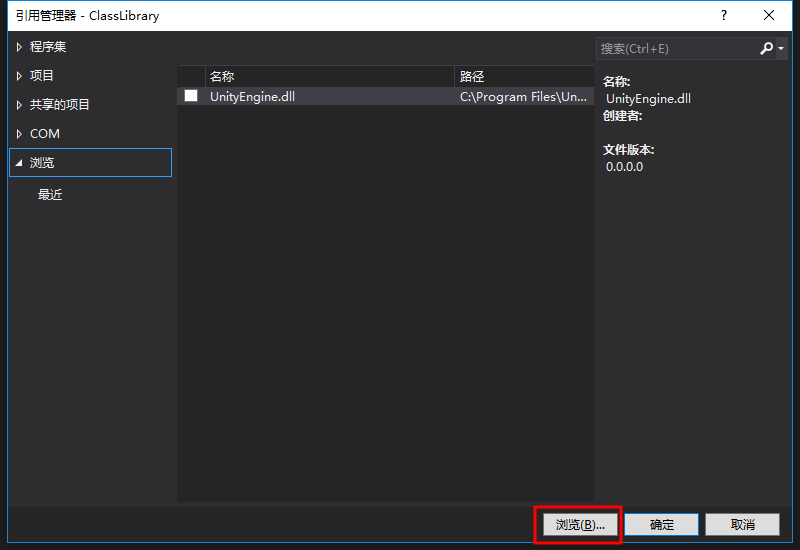 引用管理器 - ClassLibrary
?
程序集
项目
共享的项目
COM
浏览
最近
名称 路径
UnityEngine.dll C:\Program Files\Un...
搜索(Ctrl+E)
名称:
UnityEngine.dll
创建者:
文件版本:
0.0.0.0
浏览(B)... 确定 取消